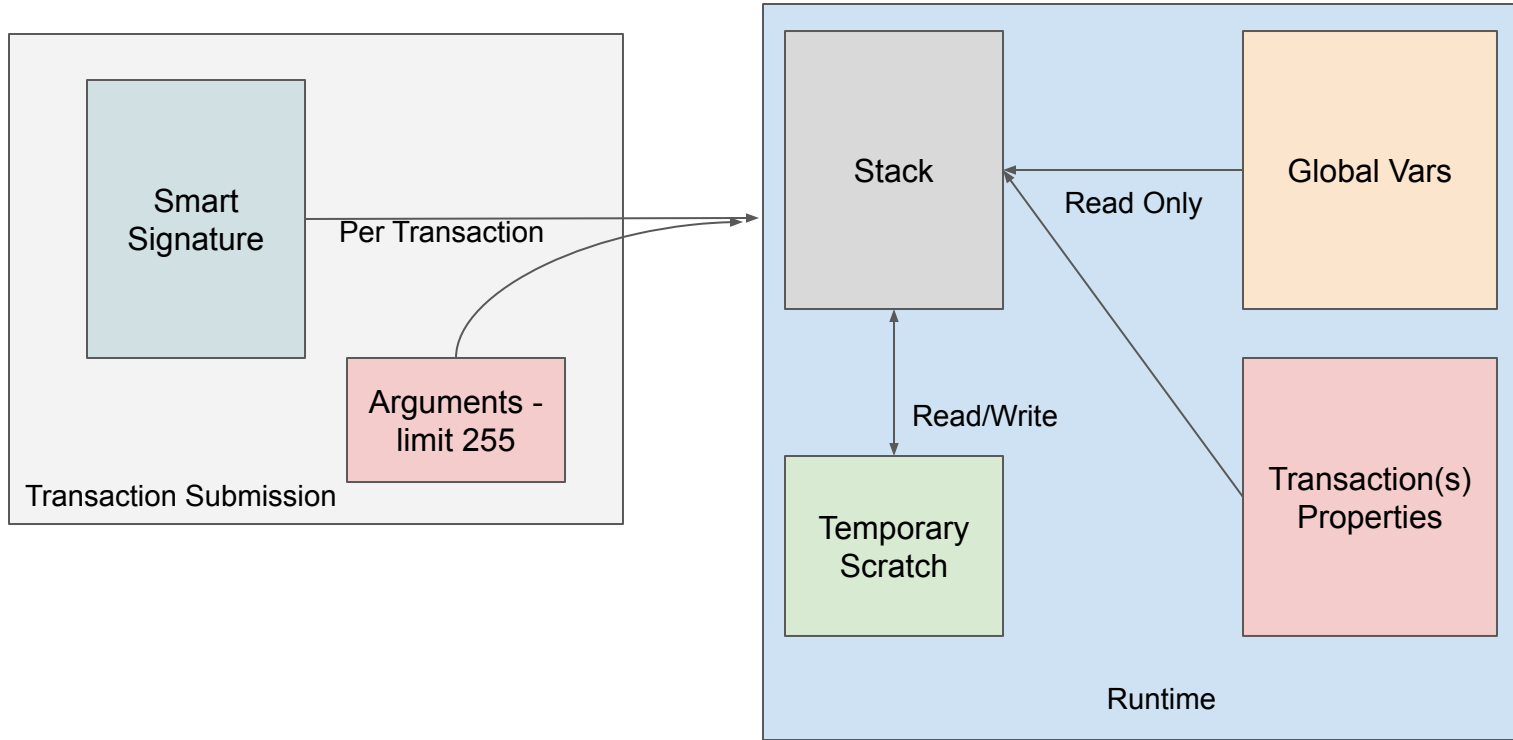 Smart
Signature
Per Transaction
Arguments -
limit 255
Transaction Submission
Stack
Global Vars
Read Only
Read/Write
Temporary
Scratch
Transaction(s)
Properties
Runtime